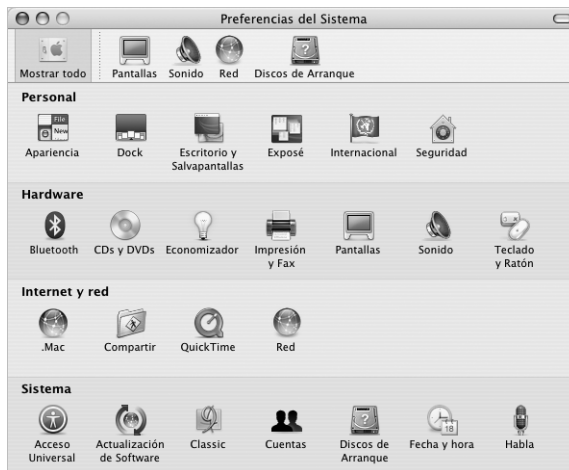 Preferencias del Sistema
Mostrar todo Pantallas Sonido Red Discos de Arranque
Personal
File
New
Apariencia Dock Escritorio y Salvapantallas Exposé Internacional Seguridad
Hardware
Bluetooth CDs y DVDs Economizador Impresión y Fax Pantallas Sonido Teclado y Ratón
Internet y red
.Mac Compartir QuickTime Red
Sistema
18
Acceso Universal Actualización de Software Classic Cuentas Discos de Arranque Fecha y hora Habla